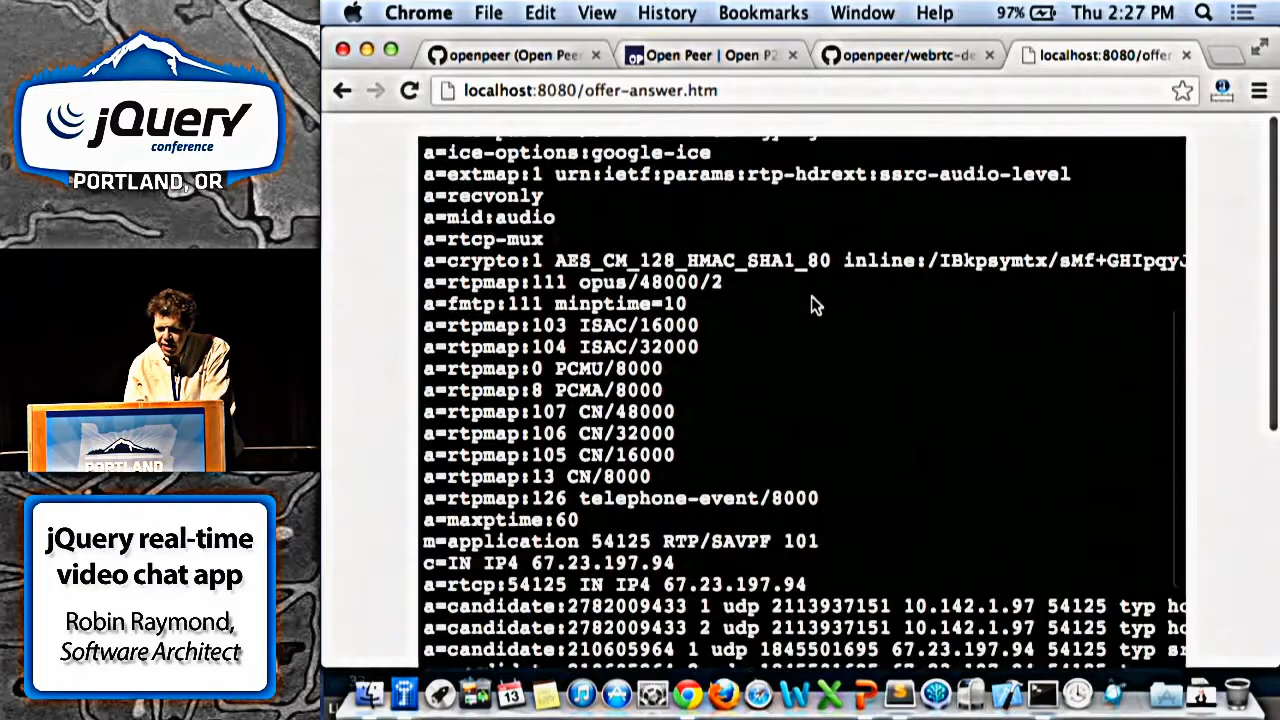 jQuery
conference
PORTLAND, OR
PORTLAND
jQuery real-time
video chat app
Robin Raymond,
Software Architect
Chrome File Edit View History Bookmarks Window Help 97% Thu 2:27 PM
openpeer (Open Peer
Open Peer | Open P2
openpeer/webrtc-de
localhost:8080/offer
localhost:8080/offer-answer.htm
a=ice-options:google-ice
a=extmap:1 urn:ietf:params:rtp-hdrext:ssrc-audio-level
a=recvonly
a=mid:audio
a=rtcp-mux
a=crypto:1 AES_CM_128_HMAC_SHA1_80 inline:/IBkpsymtx/sMf+GHIpqyJ
a=rtpmap:111 opus/48000/2
a=fmtp:111 minptime=10
a=rtpmap:103 ISAC/16000
a=rtpmap:104 ISAC/32000
a=rtpmap:0 PCMU/8000
a=rtpmap:8 PCMA/8000
a=rtpmap:107 CN/48000
a=rtpmap:106 CN/32000
a=rtpmap:105 CN/16000
a=rtpmap:13 CN/8000
a=rtpmap:126 telephone-event/8000
a=maxptime:60
m=application 54125 RTP/SAVPF 101
c=IN IP4 67.23.197.94
a=rtcp:54125 IN IP4 67.23.197.94
a=candidate:2782009433 1 udp 2113937151 10.142.1.97 54125 typ ho
a=candidate:2782009433 2 udp 2113937151 10.142.1.97 54125 typ ho
a=candidate:210605964 1 udp 1845501695 67.23.197.94 54125 typ sr
13